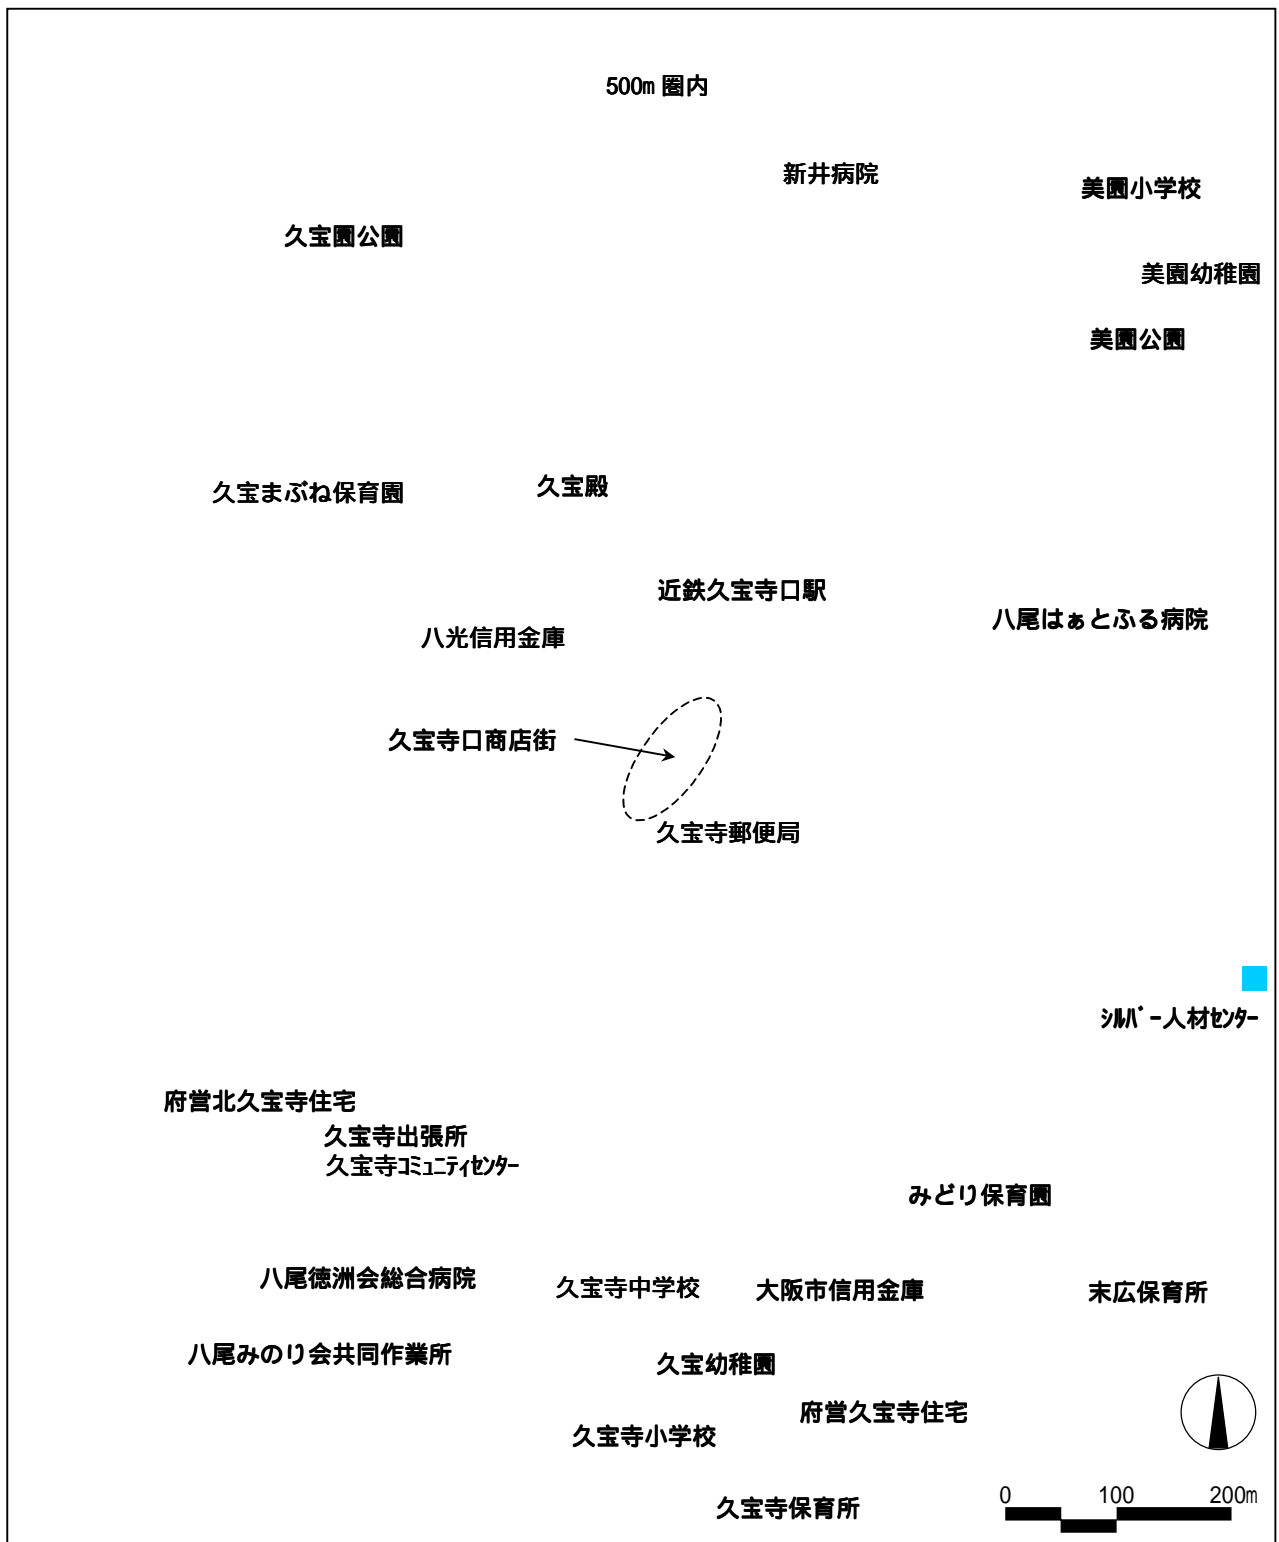 500m 圏内
新井病院
美園小学校
久宝園公園
美園幼稚園
美園公園
久宝まぶね保育園
久宝殿
近鉄久宝寺口駅
八尾はぁとふる病院
八光信用金庫
久宝寺口商店街
久宝寺郵便局
ｼﾙﾊﾞｰ人材ｾﾝﾀｰ
府営北久宝寺住宅
久宝寺出張所
久宝寺ｺﾐｭﾆﾃｨｾﾝﾀｰ
みどり保育園
八尾徳洲会総合病院
久宝寺中学校
大阪市信用金庫
末広保育所
八尾みのり会共同作業所
久宝幼稚園
府営久宝寺住宅
久宝寺小学校
久宝寺保育所
0 100 200m